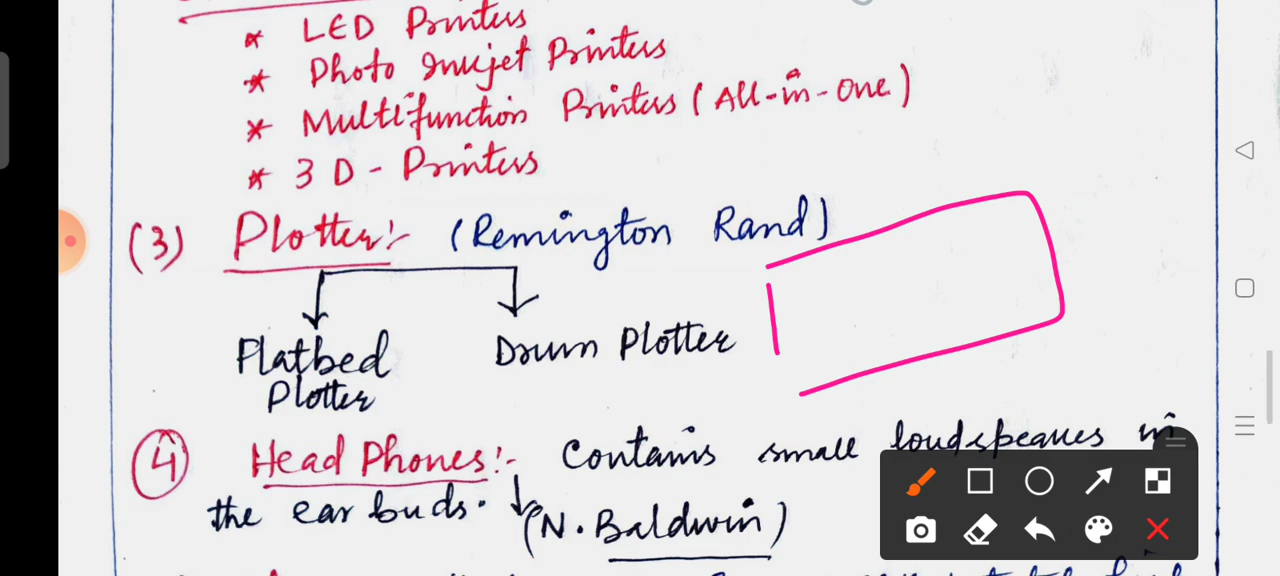 * LED Printers
* Photo Inkjet Printers
* Multifunction Printers (All-in-One)
* 3D - Printers
(3) Plotter:- (Remington Rand)
Flatbed Plotter
Drum Plotter
(4) Head Phones:- Contains small loudspeakers in
the ear buds. (N. Baldwin)